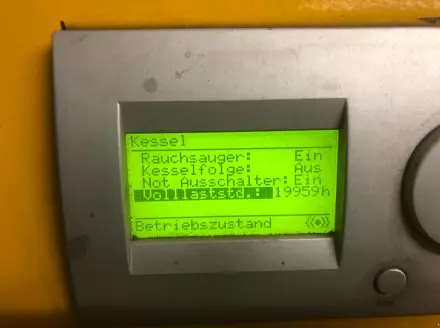 Kessel
Rauchsauger: Ein
Kesselfolge: Aus
Not Ausschalter: Ein
Volllaststd.: 19959h
Betriebszustand